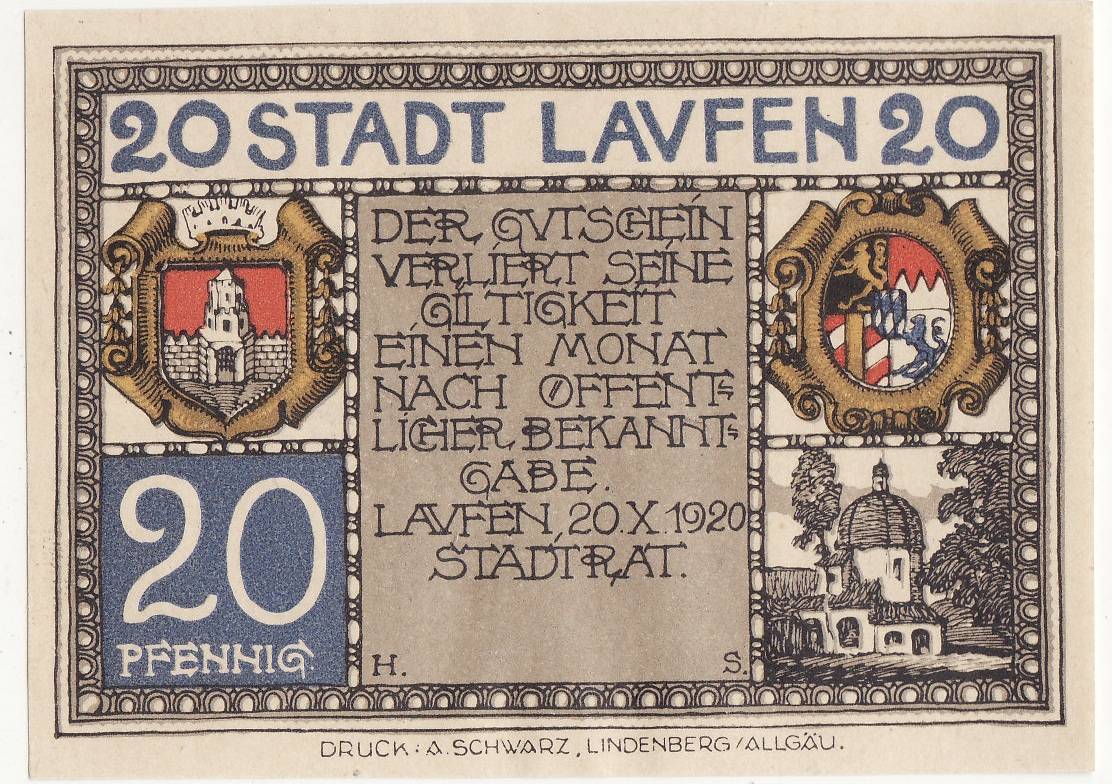 20 STADT LAVFEN 20
DER GVTSCHEIN
VERLIERT SEINE
GILTIGKEIT
EINEN MONAT
NACH ÖFFENT=
LICHER BEKANNT=
GABE.
LAVFEN, 20.X.1920
STADTRAT.
H. S.
20
PFENNIG.
DRUCK: A. SCHWARZ, LINDENBERG/ALLGÄU.